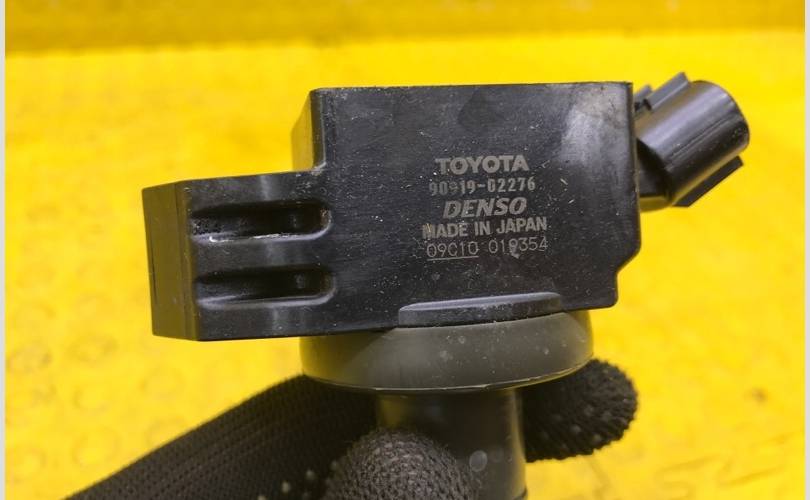 TOYOTA
90919-02276
DENSO
MADE IN JAPAN
09C10 019354